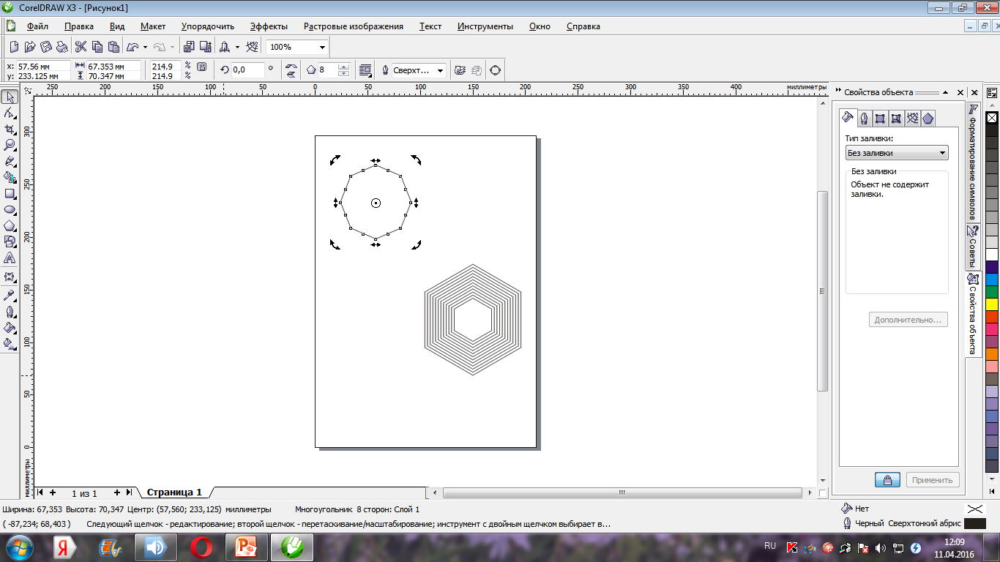 CorelDRAW X3 - [Рисунок1]
Файл Правка Вид Макет Упорядочить Эффекты Растровые изображения Текст Инструменты Окно Справка
100%
x: 57.56 мм 67.353 мм 214.9 % 0,0 ° 8 Сверхт...
y: 233.125 мм 70.347 мм 214.9 %
250 200 150 100 50 0 50 100 150 200 250 300 350 400 миллиметры
300
250
200
150
100
50
0
миллиметры
Свойства объекта
Тип заливки:
Без заливки
Без заливки
Объект не содержит
заливки.
Дополнительно...
Применить
Форматирование символов
Советы
Свойства объекта
1 из 1 Страница 1
Ширина: 67,353 Высота: 70,347 Центр: (57,560; 233,125) миллиметры Многоугольник 8 сторон: Слой 1 Нет
( -87,234; 68,403 ) Следующий щелчок - редактирование; второй щелчок - перетаскивание/масштабирование; инструмент с двойным щелчком выбирает в... Черный Сверхтонкий абрис
Я
RU
12:09
11.04.2016